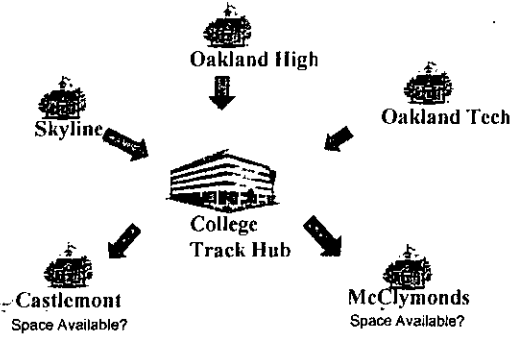 Oakland High
Skyline
Oakland Tech
College
Track Hub
Castlemont
Space Available?
McClymonds
Space Available?